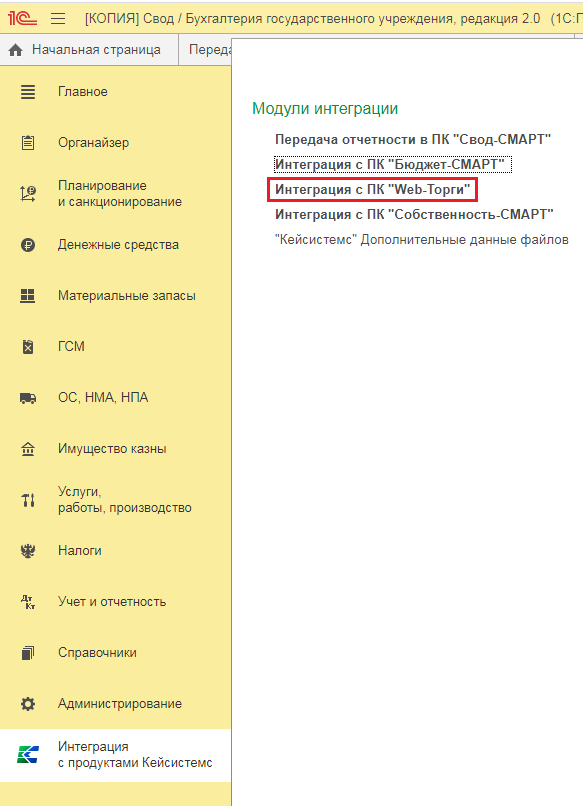 1С [КОПИЯ] Свод / Бухгалтерия государственного учреждения, редакция 2.0 (1С:П
Начальная страница Переда
Главное
Органайзер
Планирование
и санкционирование
Денежные средства
Материальные запасы
ГСМ
ОС, НМА, НПА
Имущество казны
Услуги,
работы, производство
Налоги
Дт
Кт Учет и отчетность
Справочники
Администрирование
Интеграция
с продуктами Кейсистемс
Модули интеграции
Передача отчетности в ПК "Свод-СМАРТ"
Интеграция с ПК "Бюджет-СМАРТ"
Интеграция с ПК "Web-Торги"
Интеграция с ПК "Собственность-СМАРТ"
"Кейсистемс" Дополнительные данные файлов